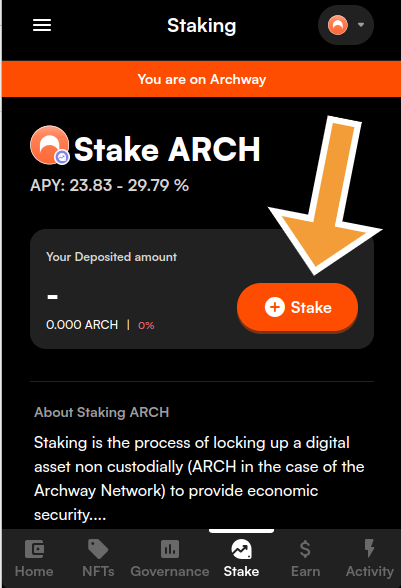 Staking
You are on Archway
Stake ARCH
APY: 23.83 - 29.79 %
Your Deposited amount
-
0.000 ARCH | 0%
Stake
About Staking ARCH
Staking is the process of locking up a digital
asset non custodially (ARCH in the case of the
Archway Network) to provide economic
security....
Home NFTs Governance Stake Earn Activity